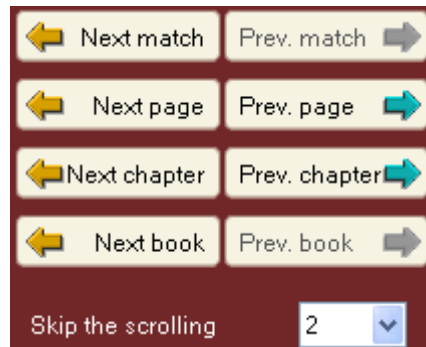 Next match Prev. match
Next page Prev. page
Next chapter Prev. chapter
Next book Prev. book
Skip the scrolling 2